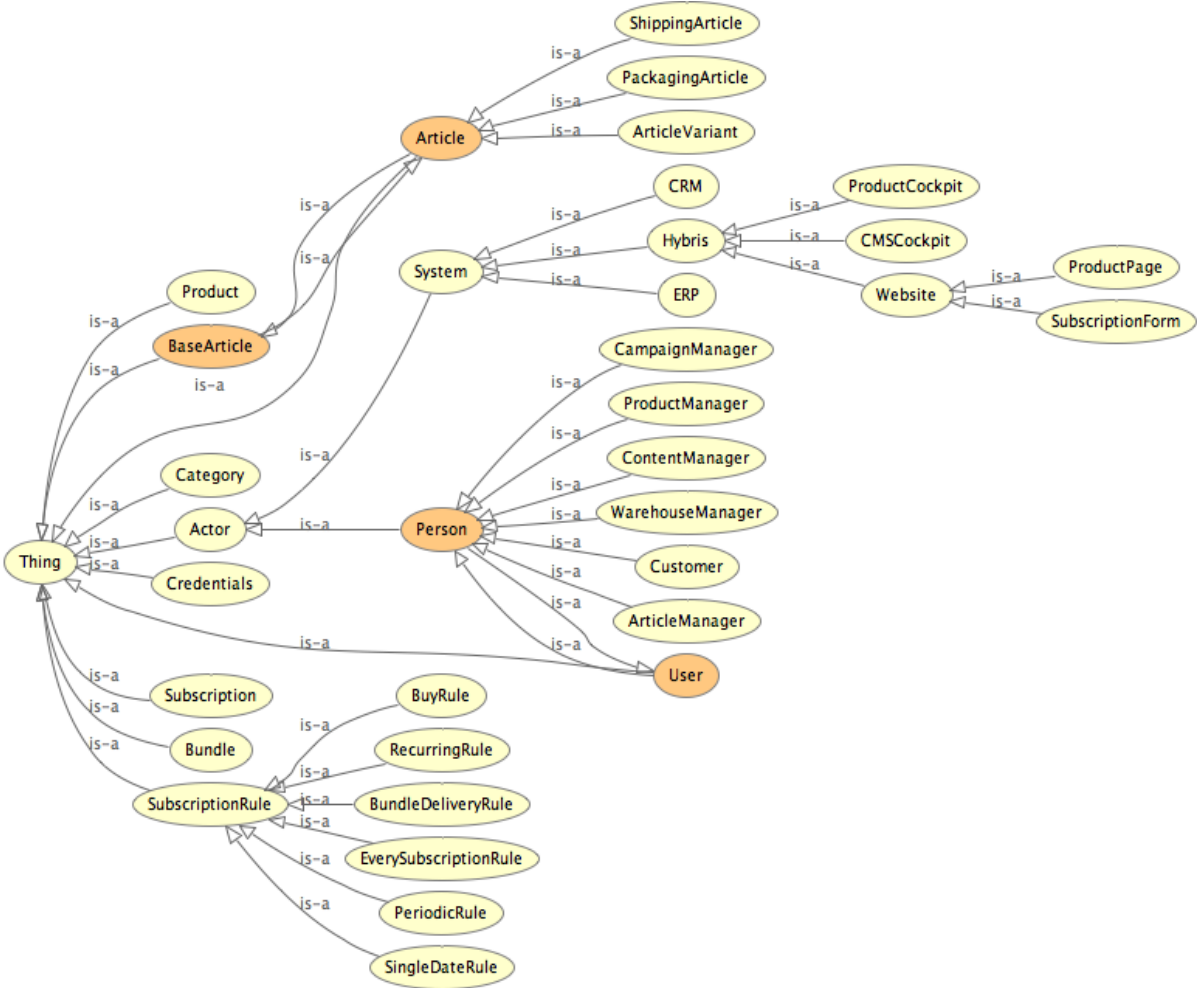 ShippingArticle
is-a
PackagingArticle
is-a
Article
is-a
ArticleVariant
CRM
ProductCockpit
is-a
is-a
is-a
Hybris
is-a
CMSCockpit
is-a
is-a
System
is-a
ProductPage
Product
is-a
ERP
Website
is-a
is-a
is-a
SubscriptionForm
BaseArticle
CampaignManager
is-a
is-a
is-a
ProductManager
is-a
is-a
ContentManager
Category
is-a
is-a
WarehouseManager
is-a
Actor
is-a
Person
is-a
is-a
is-a
Thing
is-a
Customer
Credentials
is-a
is-a
ArticleManager
is-a
is-a
User
is-a
Subscription
BuyRule
is-a
is-a
is-a
Bundle
RecurringRule
is-a
SubscriptionRule
is-a
BundleDeliveryRule
is-a
EverySubscriptionRule
is-a
PeriodicRule
is-a
SingleDateRule